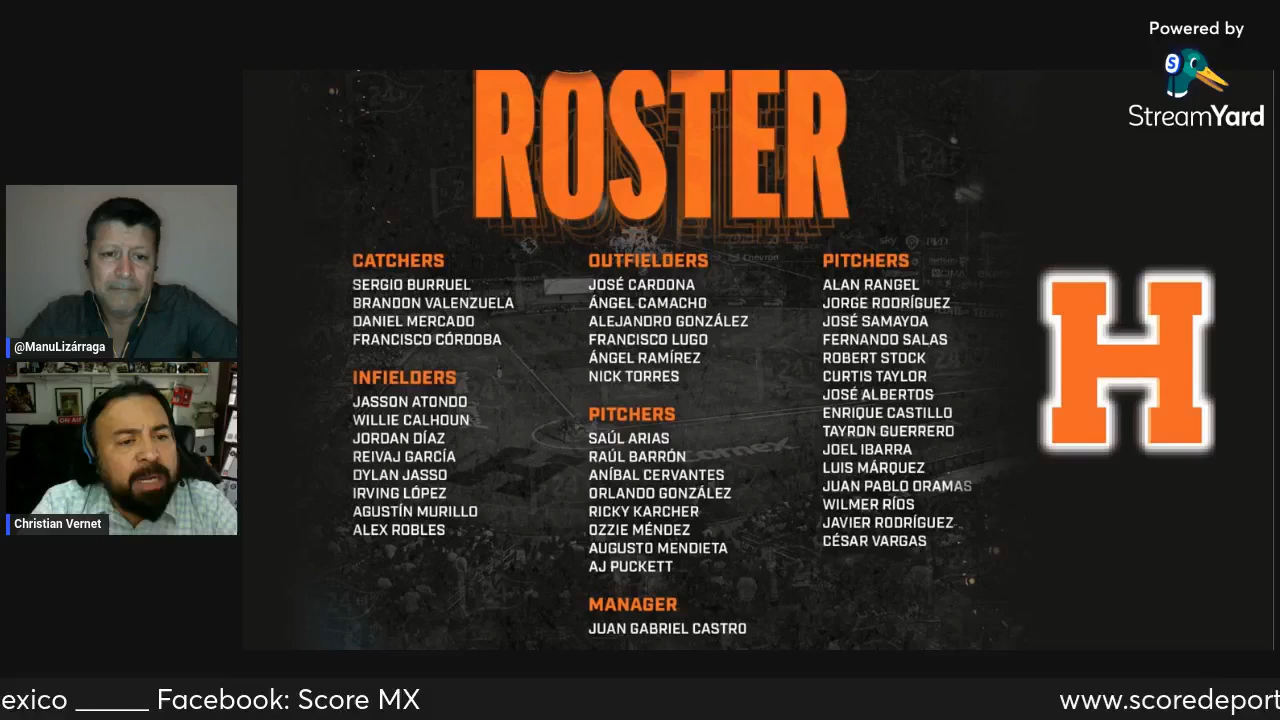 Powered by
StreamYard
ROSTER
CATCHERS
SERGIO BURRUEL
BRANDON VALENZUELA
DANIEL MERCADO
FRANCISCO CÓRDOBA
INFIELDERS
JASSON ATONDO
WILLIE CALHOUN
JORDAN DÍAZ
REIVAJ GARCÍA
DYLAN JASSO
IRVING LÓPEZ
AGUSTÍN MURILLO
ALEX ROBLES
OUTFIELDERS
JOSÉ CARDONA
ÁNGEL CAMACHO
ALEJANDRO GONZÁLEZ
FRANCISCO LUGO
ÁNGEL RAMÍREZ
NICK TORRES
PITCHERS
SAÚL ARIAS
RAÚL BARRÓN
ANÍBAL CERVANTES
ORLANDO GONZÁLEZ
RICKY KARCHER
OZZIE MÉNDEZ
AUGUSTO MENDIETA
AJ PUCKETT
MANAGER
JUAN GABRIEL CASTRO
PITCHERS
ALAN RANGEL
JORGE RODRÍGUEZ
JOSÉ SAMAYOA
FERNANDO SALAS
ROBERT STOCK
CURTIS TAYLOR
JOSÉ ALBERTOS
ENRIQUE CASTILLO
TAYRON GUERRERO
JOEL IBARRA
LUIS MÁRQUEZ
JUAN PABLO ORAMAS
WILMER RÍOS
JAVIER RODRÍGUEZ
CÉSAR VARGAS
H
@ManuLizárraga
ON AIR
Christian Vernet
exico ______ Facebook: Score MX
www.scoredeport